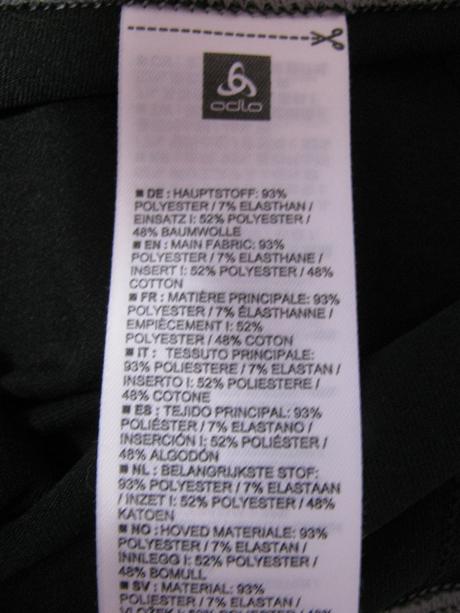 odlo
■ DE : HAUPTSTOFF: 93%
POLYESTER / 7% ELASTHAN /
EINSATZ I: 52% POLYESTER /
48% BAUMWOLLE
■ EN : MAIN FABRIC: 93%
POLYESTER / 7% ELASTHANE /
INSERT I: 52% POLYESTER / 48%
COTTON
■ FR : MATIÈRE PRINCIPALE: 93%
POLYESTER / 7% ELASTHANNE /
EMPIÈCEMENT I: 52%
POLYESTER / 48% COTON
■ IT : TESSUTO PRINCIPALE:
93% POLIESTERE / 7% ELASTAN /
INSERTO I: 52% POLIESTERE /
48% COTONE
■ ES : TEJIDO PRINCIPAL: 93%
POLIÉSTER / 7% ELASTANO /
INSERCIÓN I: 52% POLIÉSTER /
48% ALGODÓN
■ NL : BELANGRIJKSTE STOF:
93% POLYESTER / 7% ELASTAAN
/ INZET I: 52% POLYESTER / 48%
KATOEN
■ NO : HOVED MATERIALE: 93%
POLYESTER / 7% ELASTAN /
INNLEGG I: 52% POLYESTER /
48% BOMULL
■ SV : MATERIAL: 93%
POLIESTER / 7% ELASTAN /